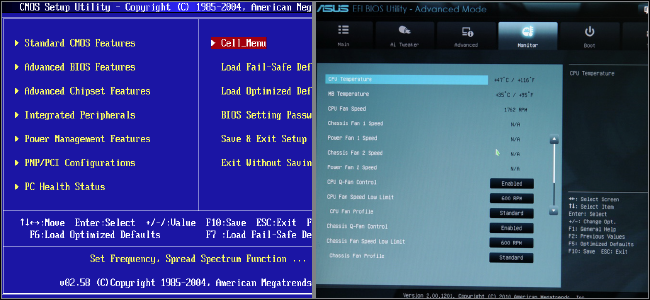 CMOS Setup Utility - Copyright (C) 1985-2004, American Megat
Standard CMOS Features
Advanced BIOS Features
Advanced Chipset Features
Integrated Peripherals
Power Management Features
PNP/PCI Configurations
PC Health Status
Cell Menu
Load Fail-Safe Def
Load Optimized Def
BIOS Setting Passw
Save & Exit Setup
Exit Without Savin
↑↓←→:Move Enter:Select +/-/:Value F10:Save ESC:Exit F
F6:Load Optimized Defaults F7 :Load Fail-Safe De
Set Frequency, Spread Spectrum Function ...
v02.58 (C)Copyright 1985-2004, American Megatrends
ASUS EFI BIOS Utility - Advanced Mode
Main Ai Tweaker Advanced Monitor Boot
CPU Temperature +47°C / +116°F
MB Temperature +35°C / +95°F
CPU Fan Speed 1762 RPM
Chassis Fan 1 Speed N/A
Power Fan 1 Speed N/A
Chassis Fan 2 Speed N/A
Power Fan 2 Speed N/A
CPU Q-Fan Control Enabled
CPU Fan Speed Low Limit 600 RPM
CPU Fan Profile Standard
Chassis Q-Fan Control Enabled
Chassis Fan Speed Low Limit 600 RPM
Chassis Fan Profile Standard
CPU Temperature
→←: Select Screen
↑↓: Select Item
Enter: Select
+/-: Change Opt.
F1: General Help
F2: Previous Values
F5: Optimized Defaults
F10: Save ESC: Exit
Version 2.00.1201. Copyright (C) 2010 American Megatrends,